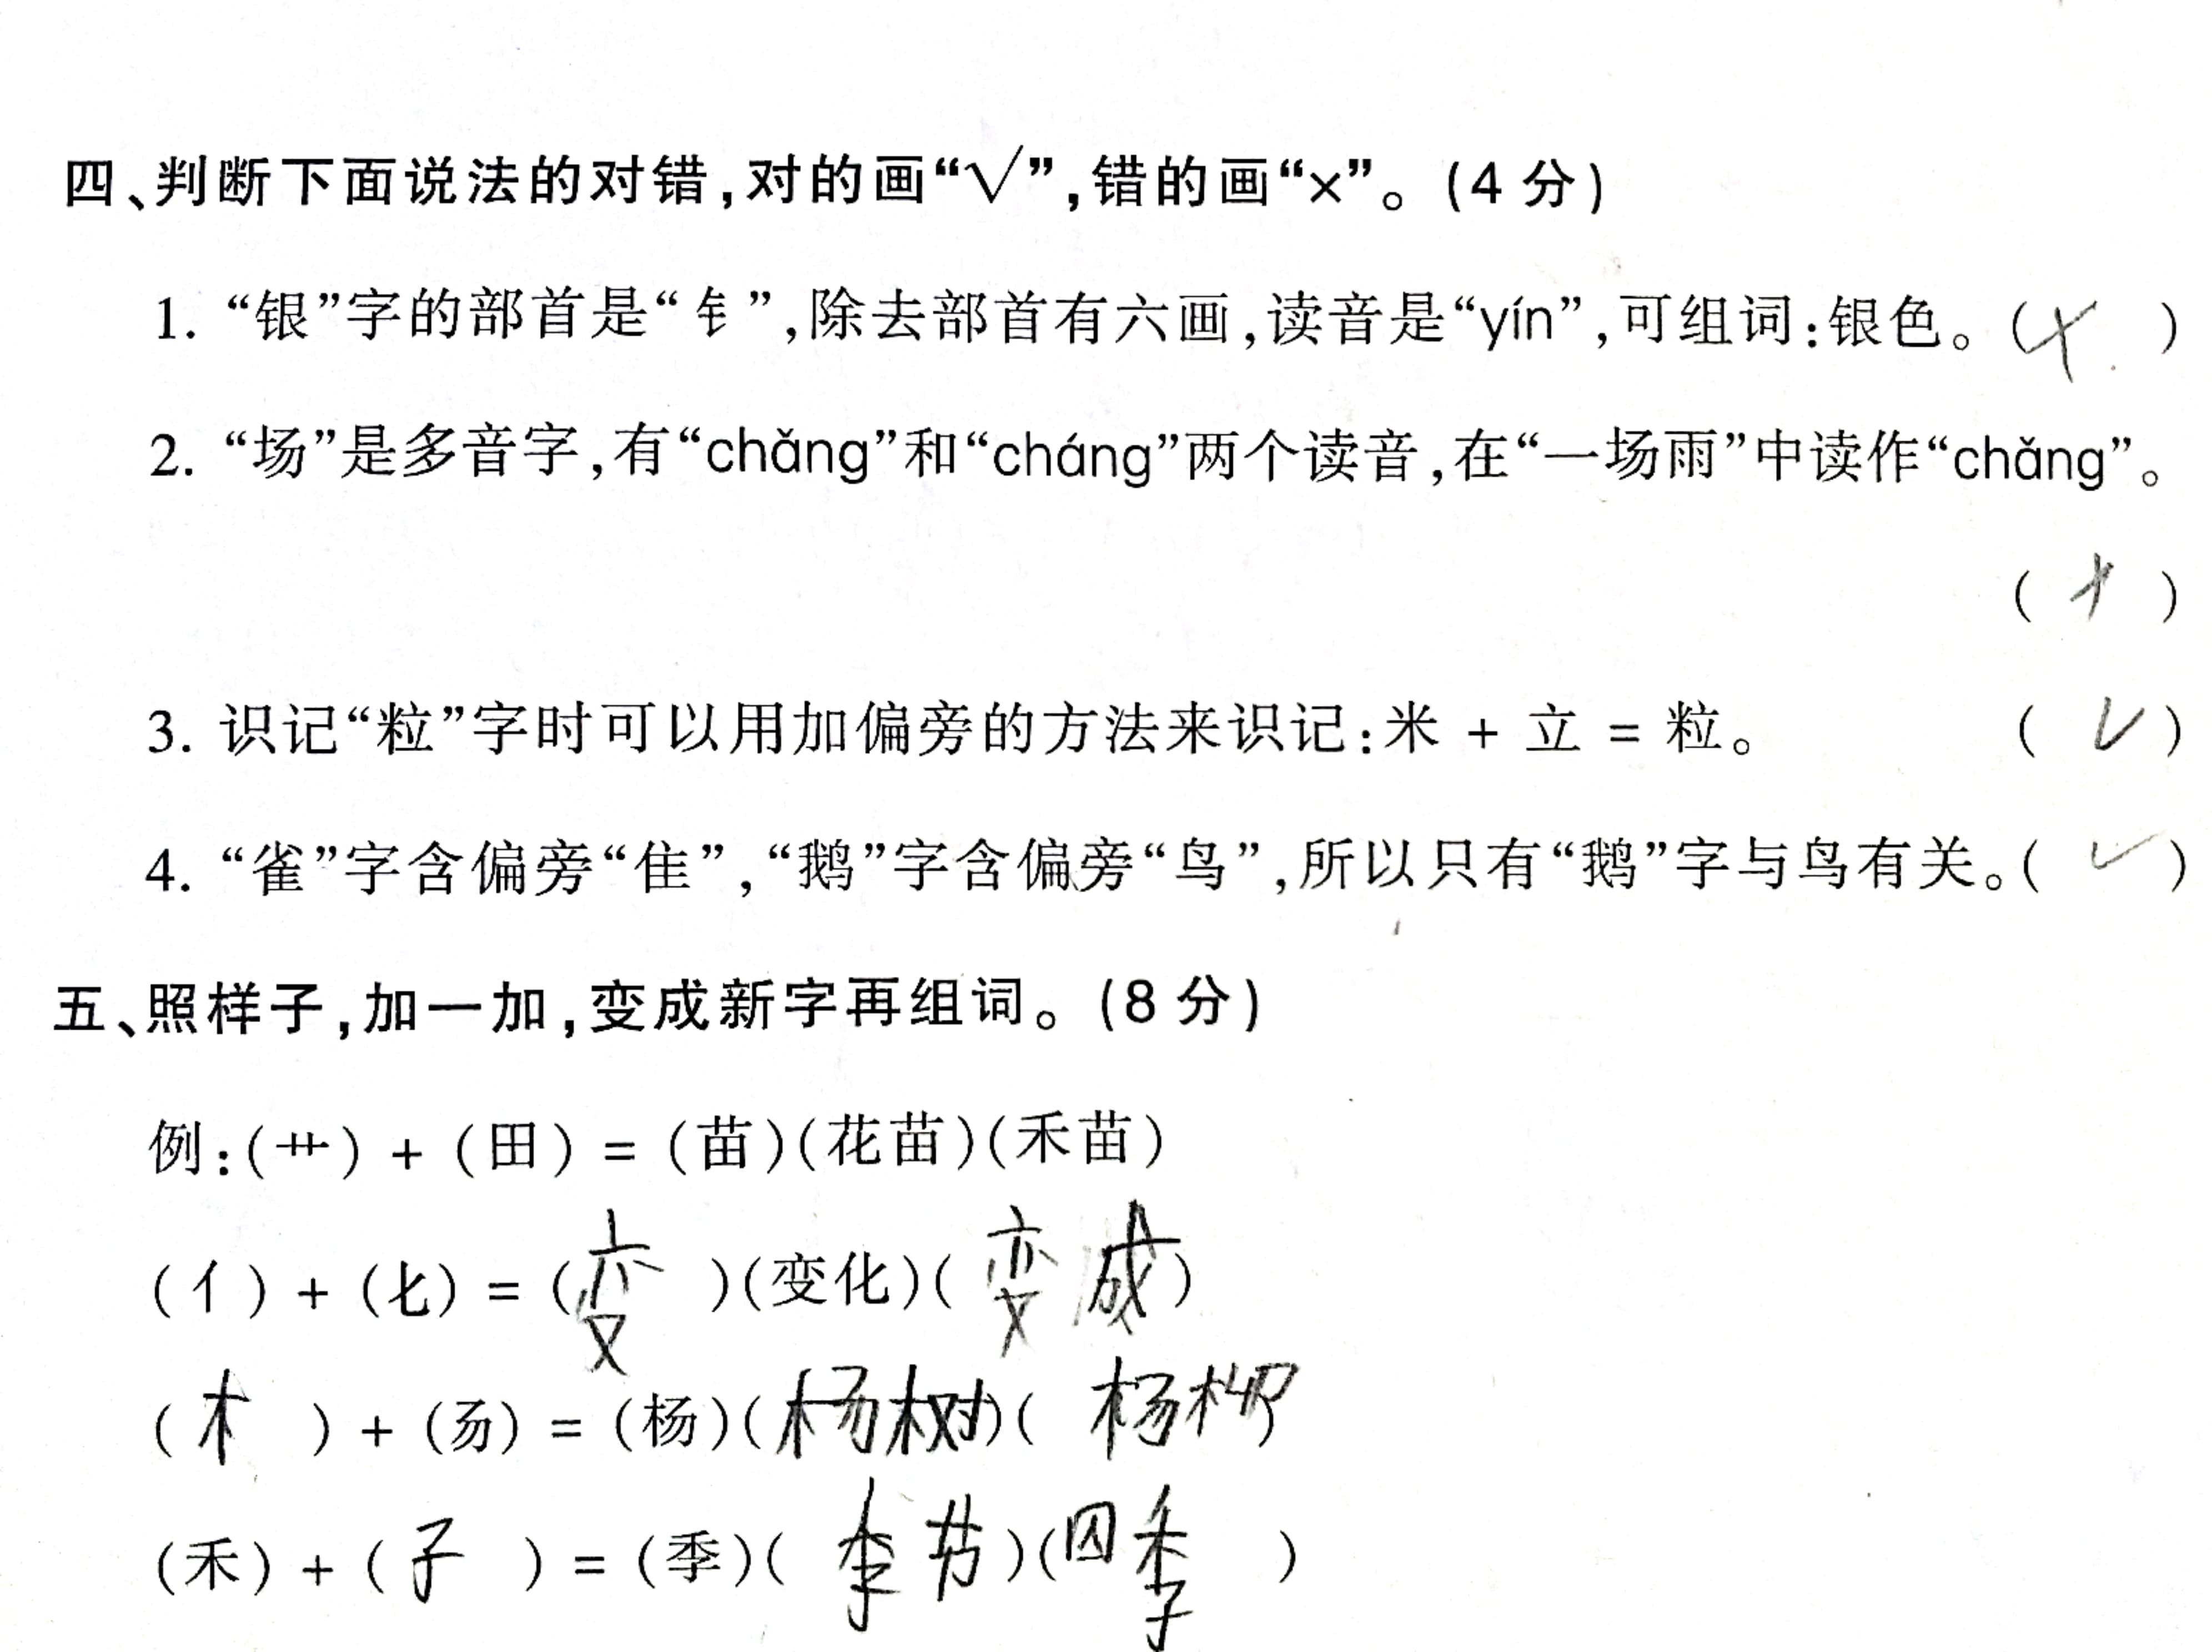 四、判断下面说法的对错,对的画“√”,错的画“×”。(4 分)
1. “银”字的部首是“钅”,除去部首有六画,读音是“yín”,可组词:银色。(× )
2. “场”是多音字,有“chǎng”和“cháng”两个读音,在“一场雨”中读作“chǎng”。
( × )
3. 识记“粒”字时可以用加偏旁的方法来识记:米 + 立 = 粒。 ( √ )
4. “雀”字含偏旁“隹”,“鹅”字含偏旁“鸟”,所以只有“鹅”字与鸟有关。( √ )
五、照样子,加一加,变成新字再组词。(8 分)
例:(艹) + (田) = (苗)(花苗)(禾苗)
(亻) + (匕) = (变 )(变化)( 变成)
( 木 ) + (𠃓) = (杨)(杨树)( 杨柳)
(禾) + (子 ) = (季)( 季节)(四季 )